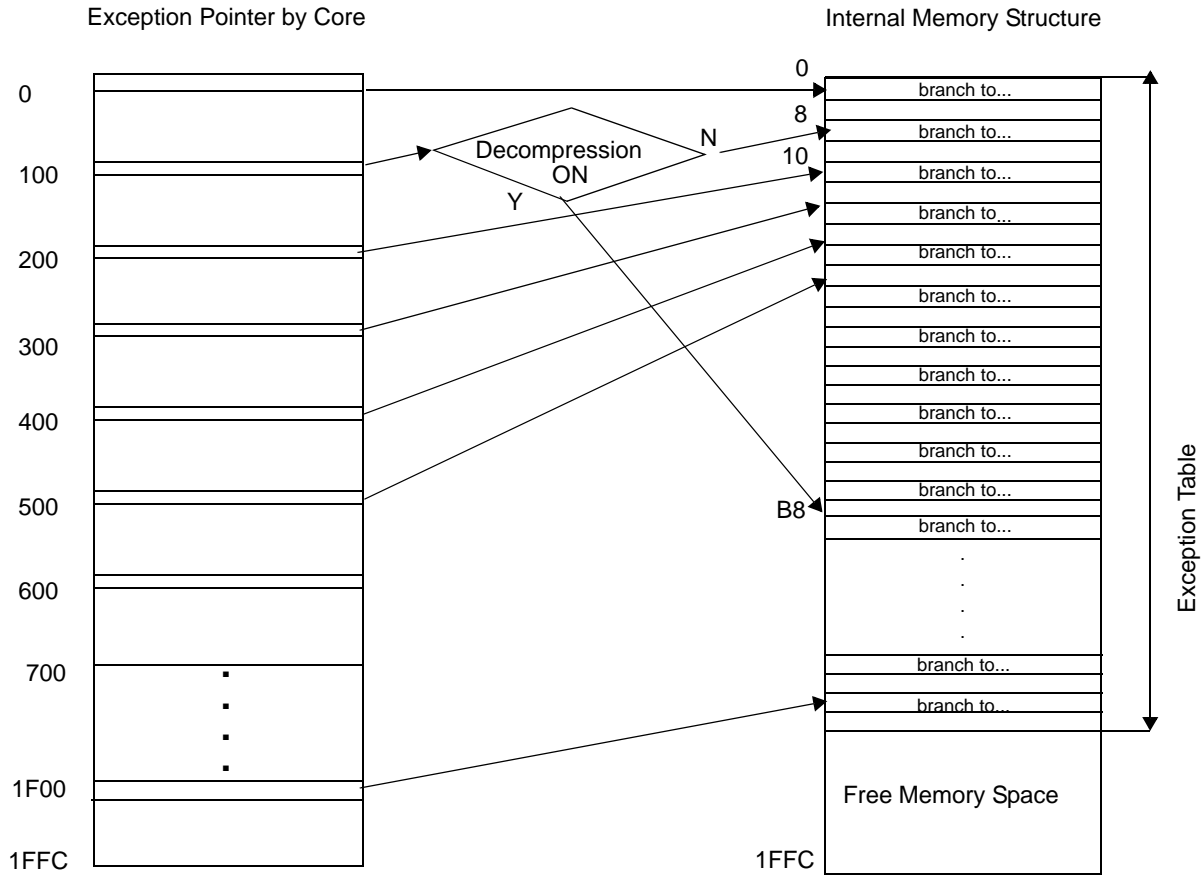 Exception Pointer by Core
0
100
200
300
400
500
600
700
.
.
.
.
1F00
1FFC
Decompression
ON
N
Y
Internal Memory Structure
0
8
10
B8
1FFC
branch to...
branch to...
branch to...
branch to...
branch to...
branch to...
branch to...
branch to...
branch to...
branch to...
branch to...
branch to...
.
.
.
.
branch to...
branch to...
Free Memory Space
Exception Table